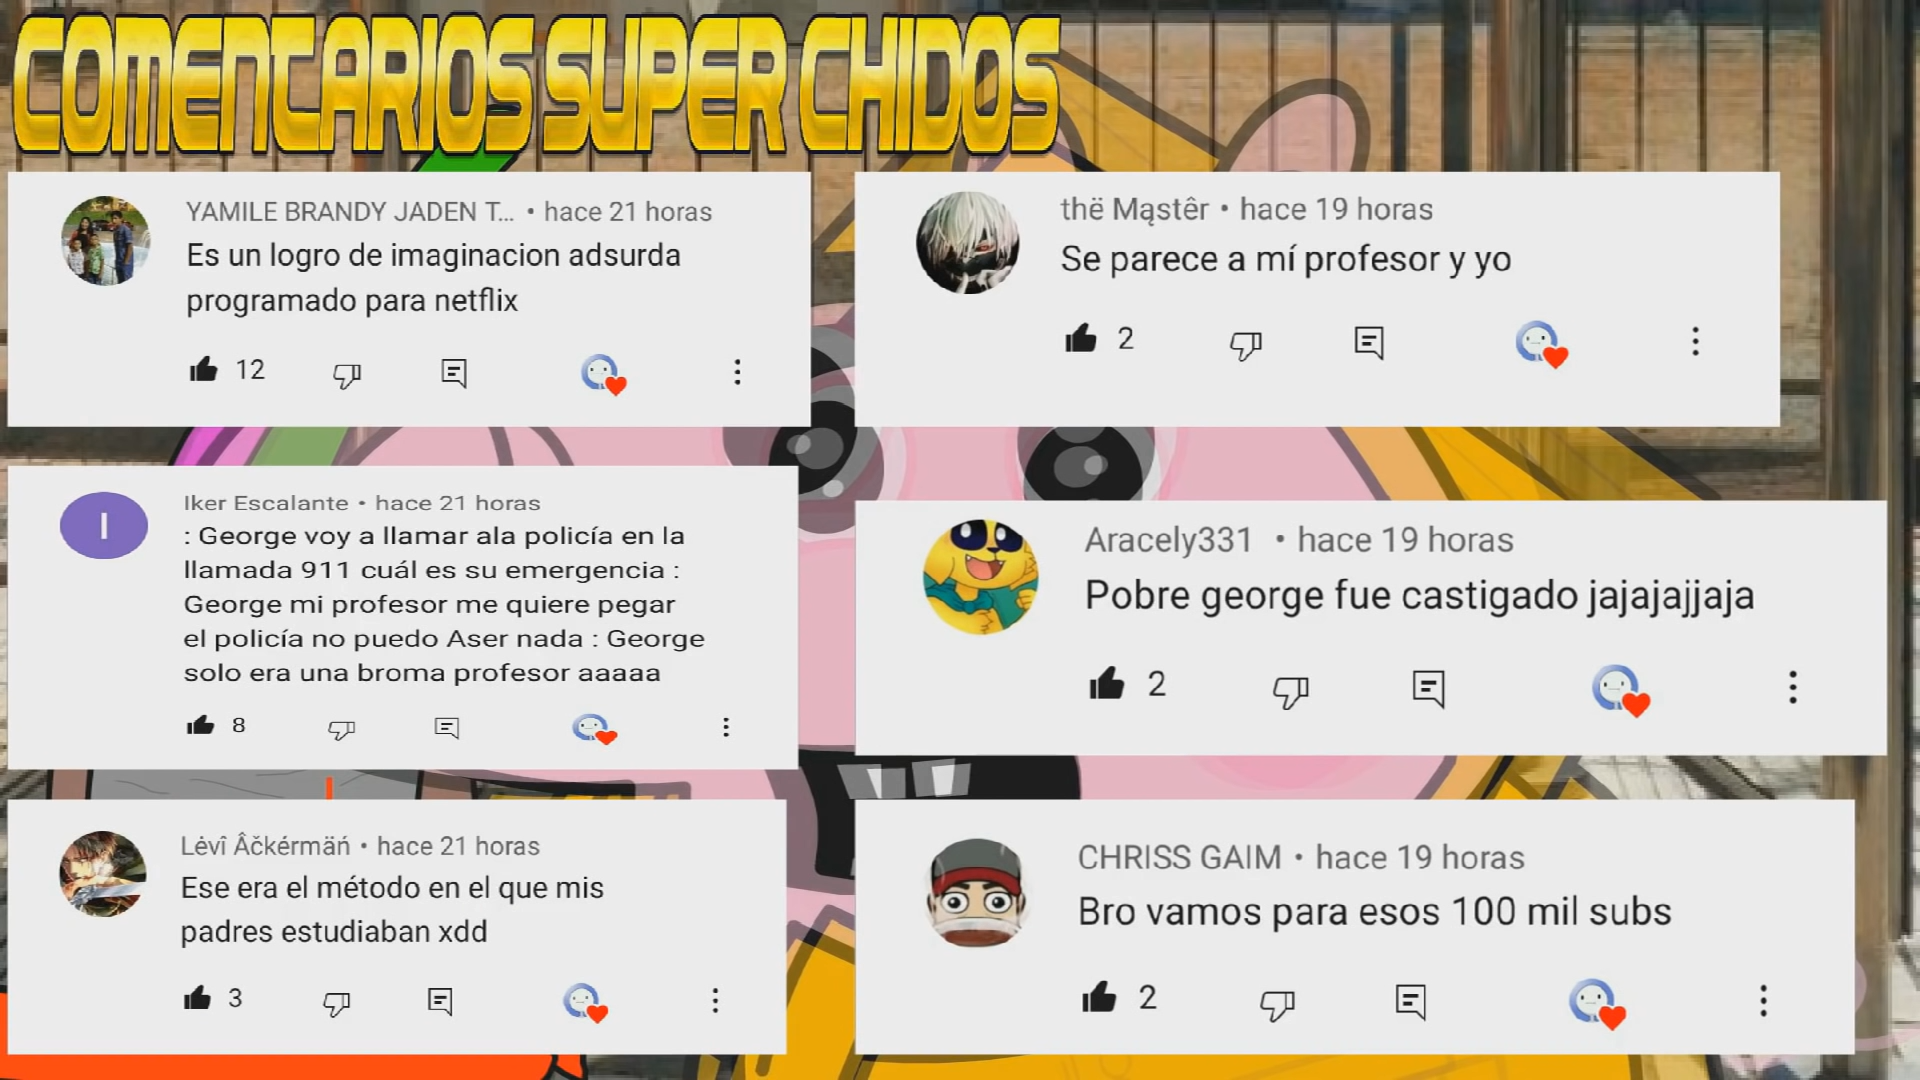 COMENTARIOS SUPER CHIDOS
YAMILE BRANDY JADEN T... • hace 21 horas
Es un logro de imaginacion adsurda
programado para netflix
12
I
Iker Escalante • hace 21 horas
: George voy a llamar ala policía en la
llamada 911 cuál es su emergencia :
George mi profesor me quiere pegar
el policía no puedo Aser nada : George
solo era una broma profesor aaaaa
8
Lėvî Âčkérmäń • hace 21 horas
Ese era el método en el que mis
padres estudiaban xdd
3
thë Mąstêr • hace 19 horas
Se parece a mí profesor y yo
2
Aracely331 • hace 19 horas
Pobre george fue castigado jajajajjaja
2
CHRISS GAIM • hace 19 horas
Bro vamos para esos 100 mil subs
2